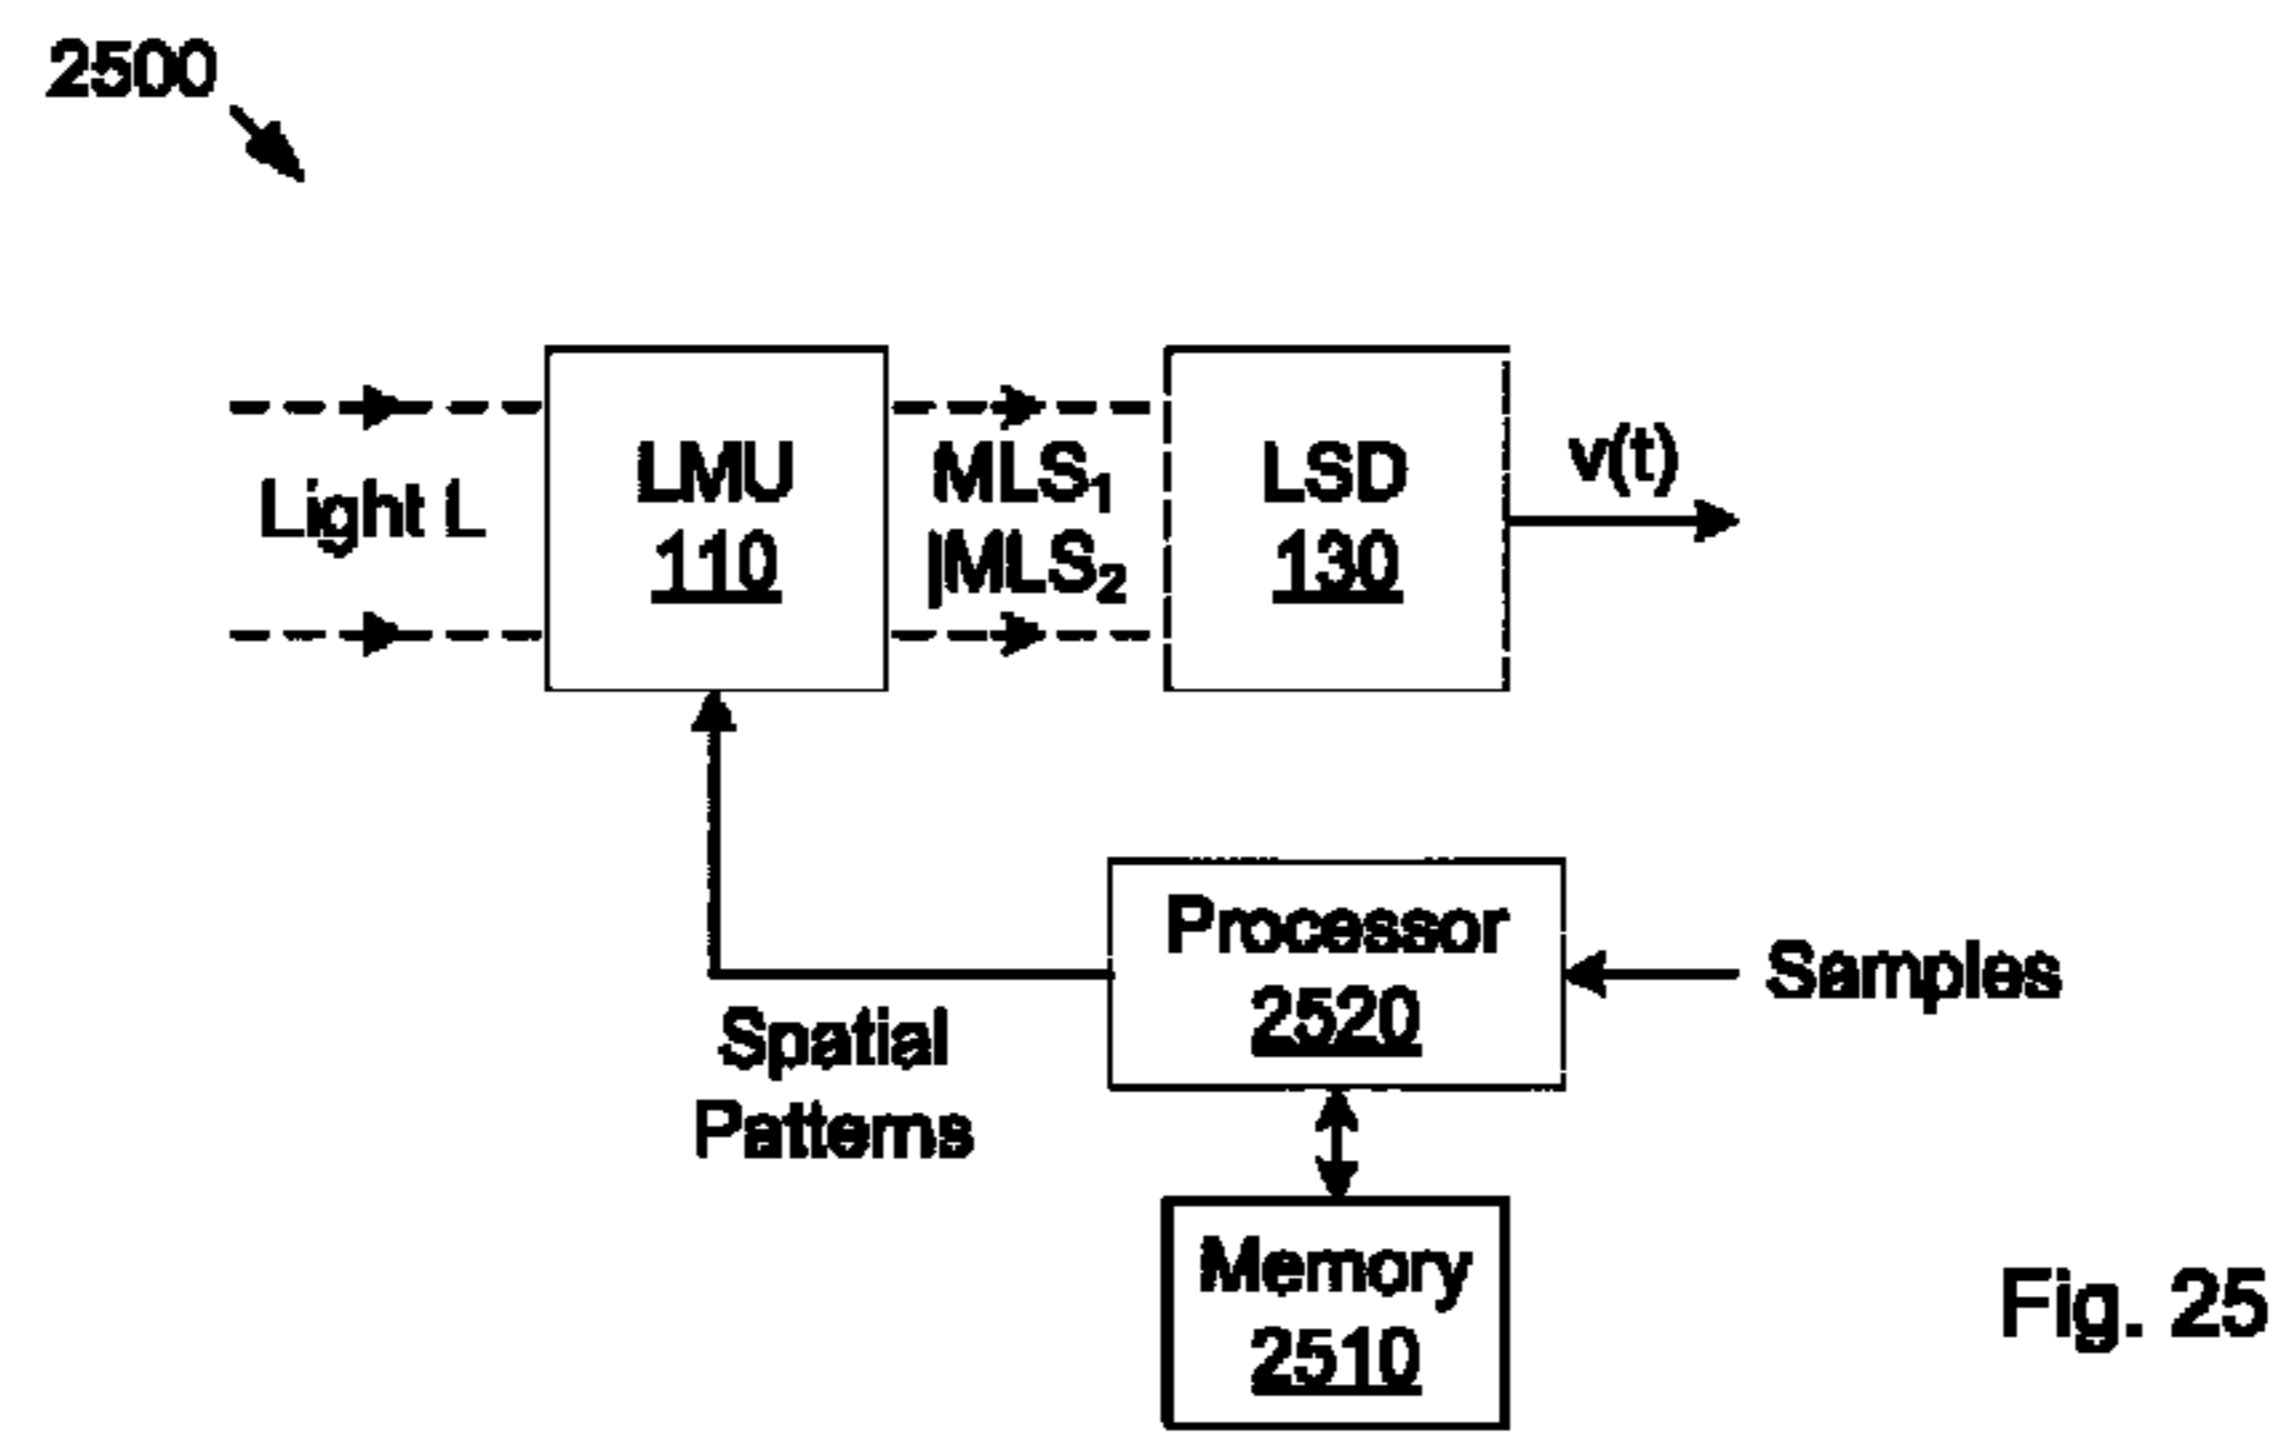 2500
Light L
LMU
110
MLS₁
|MLS₂
LSD
130
v(t)
Spatial
Patterns
Processor
2520
Samples
Memory
2510
Fig. 25